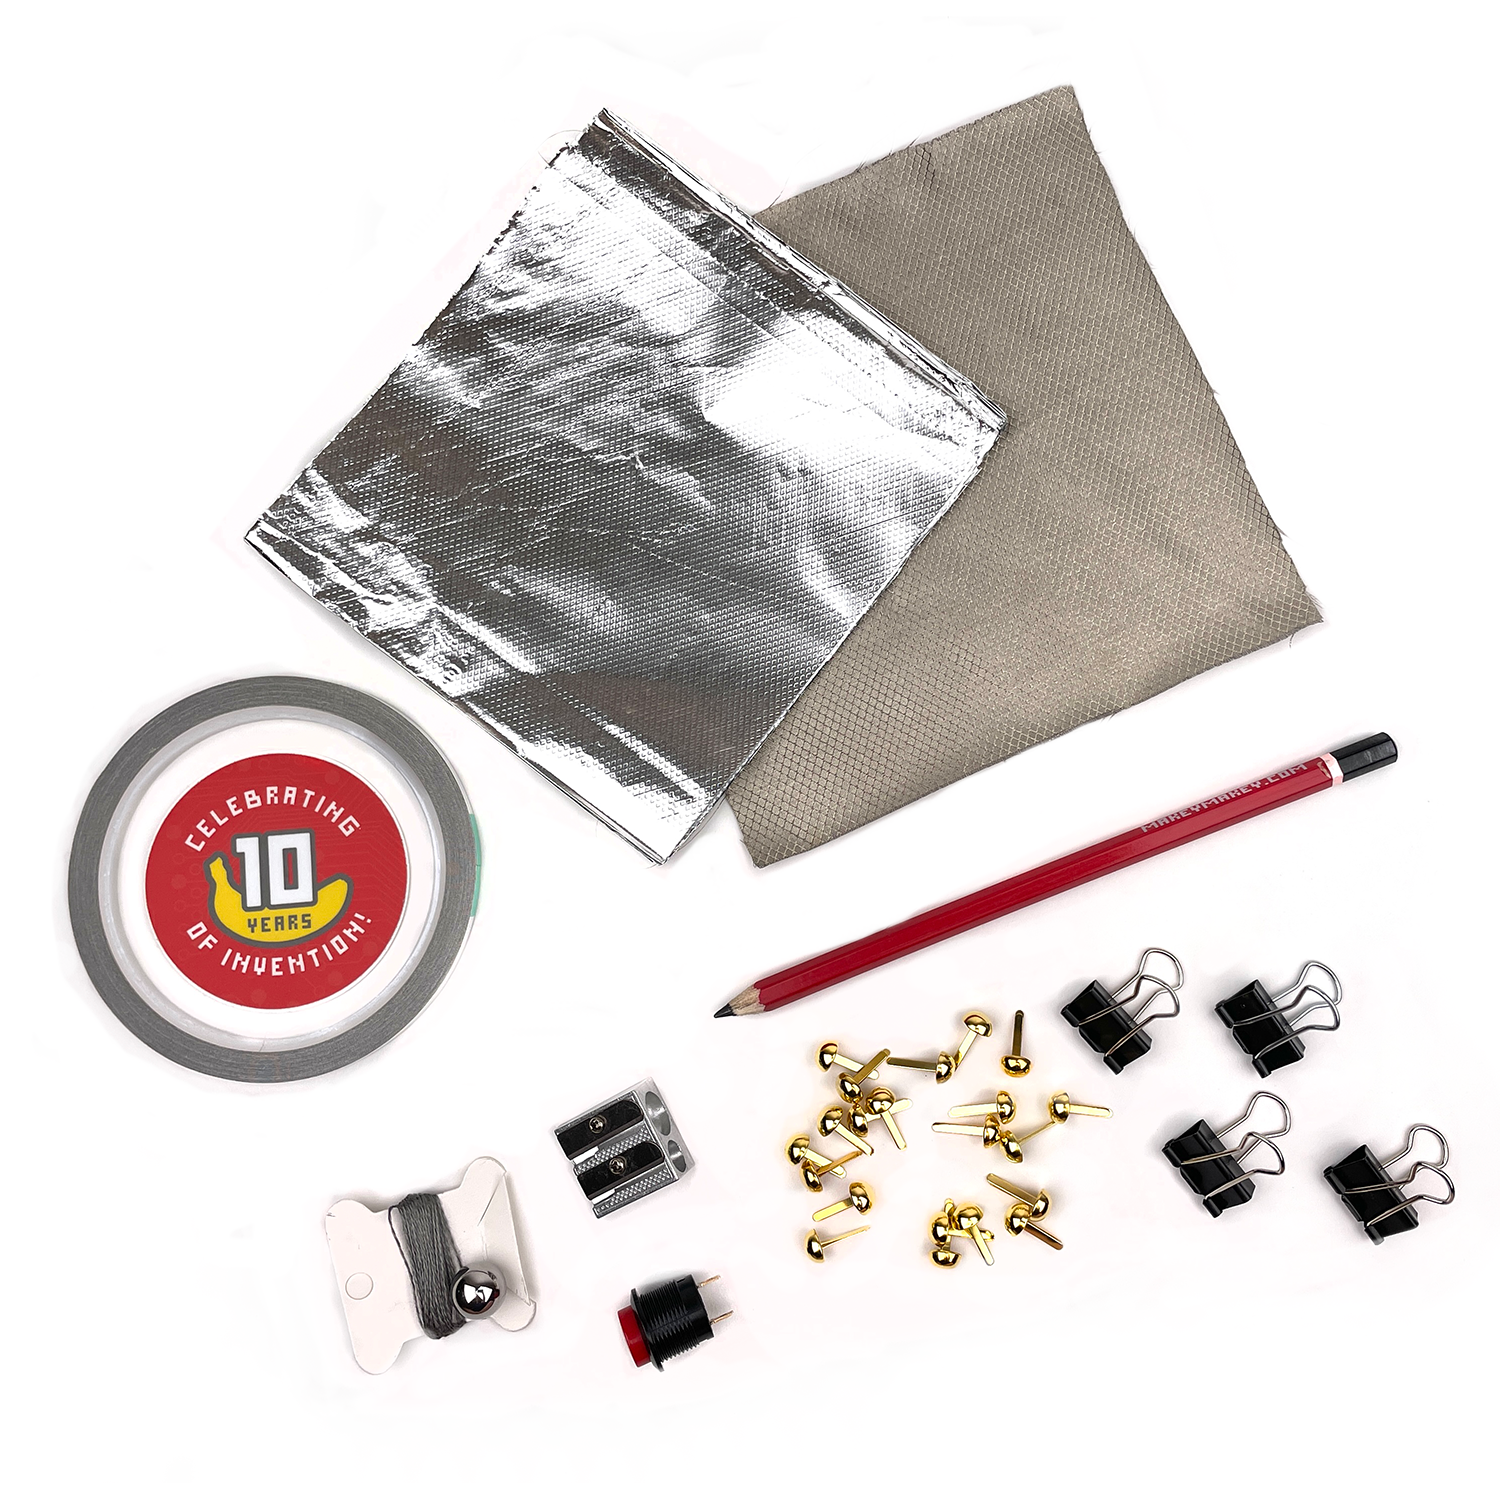 CELEBRATING
10
YEARS
OF INVENTION!
MAKEYMAKEY.COM